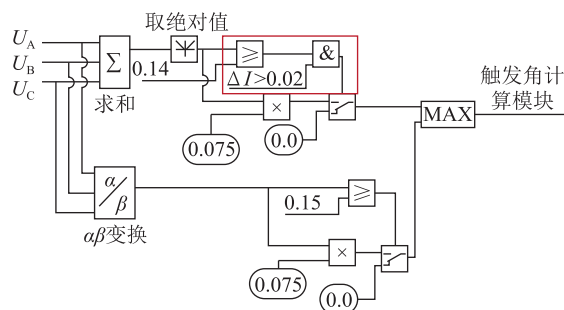 取绝对值
U_A
U_B
U_C
Σ
≥
&
0.14
ΔI>0.02
求和
×
0.075
0.0
MAX
触发角计
算模块
α/β
αβ变换
0.15
≥
×
0.075
0.0